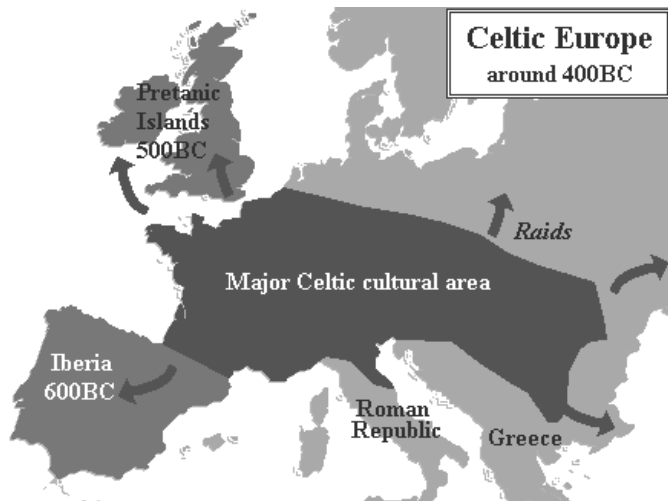 Celtic Europe
around 400BC
Pretanic
Islands
500BC
Raids
Major Celtic cultural area
Iberia
600BC
Roman
Republic
Greece